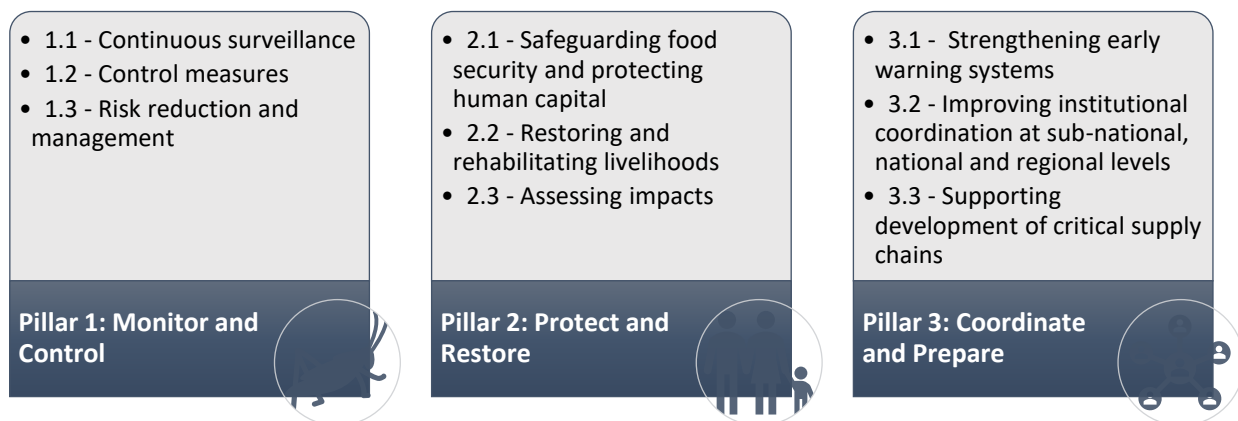 • 1.1 - Continuous surveillance
• 1.2 - Control measures
• 1.3 - Risk reduction and
management
Pillar 1: Monitor and
Control
• 2.1 - Safeguarding food
security and protecting
human capital
• 2.2 - Restoring and
rehabilitating livelihoods
• 2.3 - Assessing impacts
Pillar 2: Protect and
Restore
• 3.1 - Strengthening early
warning systems
• 3.2 - Improving institutional
coordination at sub-national,
national and regional levels
• 3.3 - Supporting
development of critical supply
chains
Pillar 3: Coordinate
and Prepare